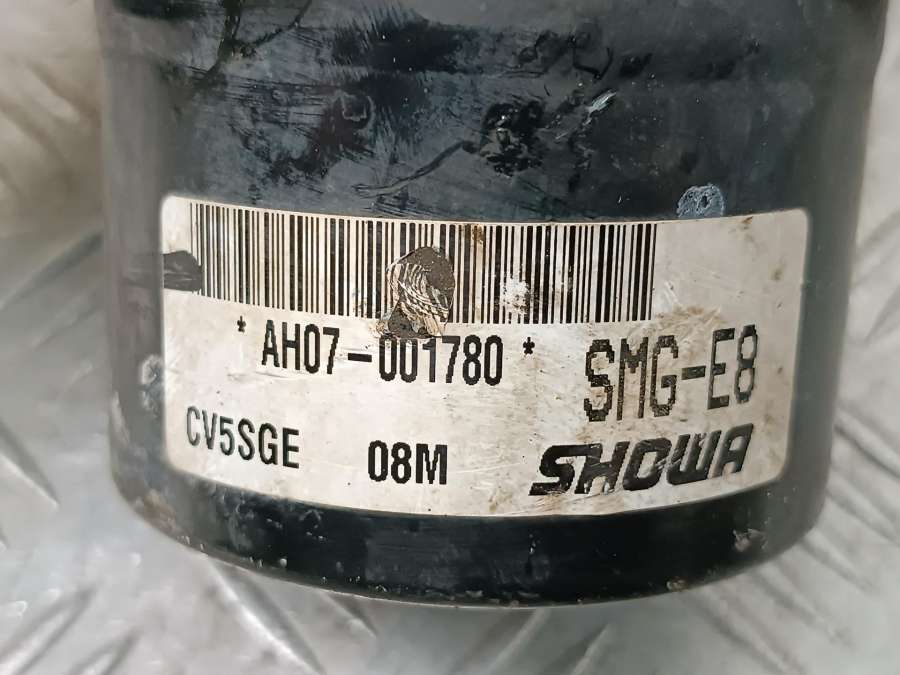 * AH07-001780 *
SMG-E8
CV5SGE 08M SHOWA